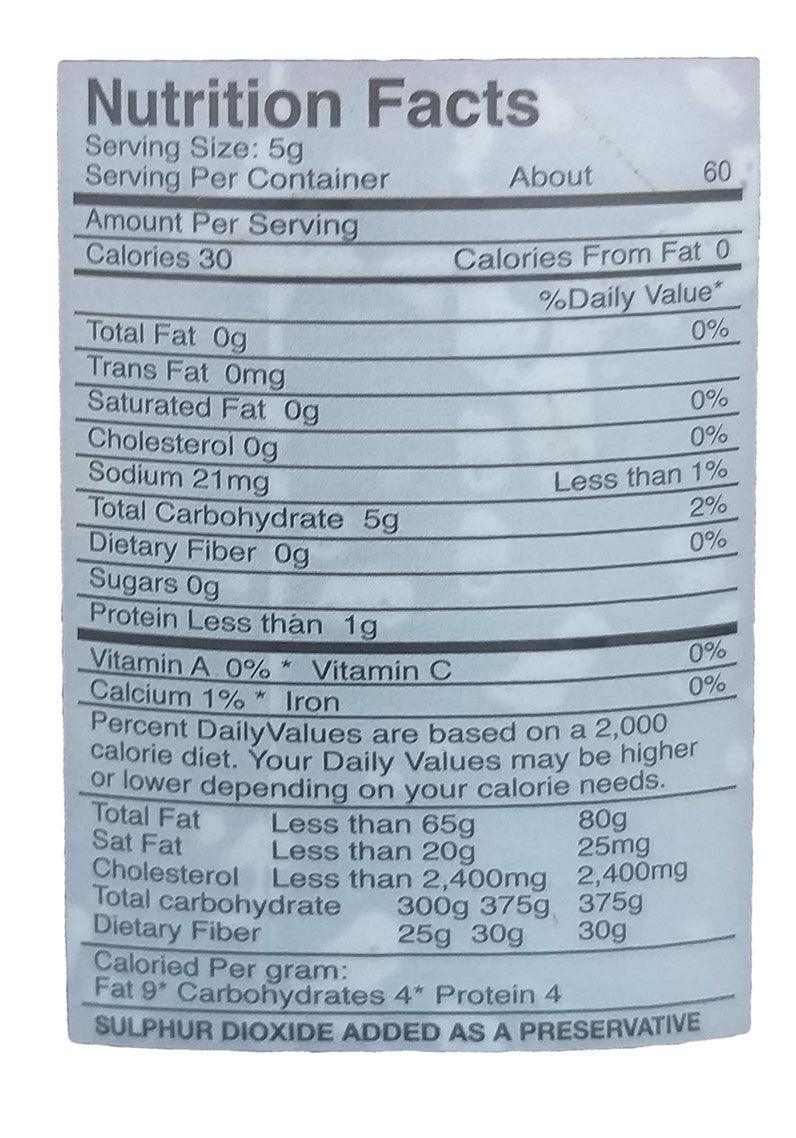 Nutrition Facts
Serving Size: 5g
Serving Per Container About 60
Amount Per Serving
Calories 30 Calories From Fat 0
%Daily Value*
Total Fat 0g 0%
Trans Fat 0mg
Saturated Fat 0g 0%
Cholesterol 0g 0%
Sodium 21mg Less than 1%
Total Carbohydrate 5g 2%
Dietary Fiber 0g 0%
Sugars 0g
Protein Less than 1g
Vitamin A 0% * Vitamin C 0%
Calcium 1% * Iron 0%
Percent DailyValues are based on a 2,000
calorie diet. Your Daily Values may be higher
or lower depending on your calorie needs.
Total Fat Less than 65g 80g
Sat Fat Less than 20g 25mg
Cholesterol Less than 2,400mg 2,400mg
Total carbohydrate 300g 375g 375g
Dietary Fiber 25g 30g 30g
Caloried Per gram:
Fat 9* Carbohydrates 4* Protein 4
SULPHUR DIOXIDE ADDED AS A PRESERVATIVE